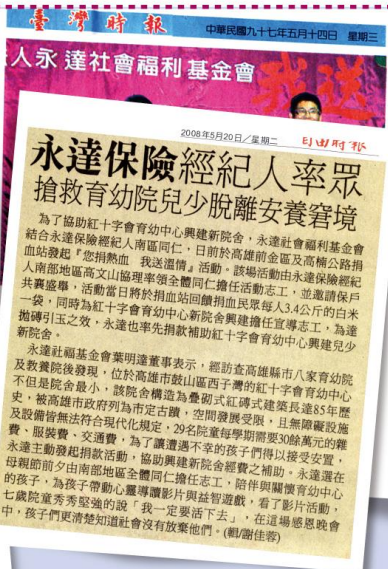 臺灣時報 中華民國九十七年五月十四日 星期三
人永達社會福利基金會
我送
2008年5月20日／星期二 自由時報
永達保險經紀人率眾
搶救育幼院兒少脫離安養窘境
為了協助紅十字會育幼中心興建新院舍，永達社會福利基金會
結合永達保險經紀人南區同仁，日前於高雄前金區及高楠公路捐
血站發起『您捐熱血　我送溫情』活動，該場活動由永達保險經紀
人南部地區高文山協理率領全體同仁擔任活動志工，並邀請保戶
共襄盛舉，活動當日將於捐血站回饋捐血民眾每人3.4公斤的白米
一袋，同時為紅十字會育幼中心新院舍興建擔任宣導志工，為達
拋磚引玉之效，永達也率先捐款補助紅十字會育幼中心興建兒少
新院舍。
永達社福基金會葉明達董事表示，經訪查高雄縣市八家育幼院
及教養院後發現，位於高雄市鼓山區西子灣的紅十字會育幼中心
不但是院舍最小，該院舍構造為疊砌式紅磚式建築長達85年歷
史，被高雄市政府列為市定古蹟，空間發展受限，且無障礙設施
及設備皆無法符合現代化規定，29名院童每學期需要30餘萬元的雜
費、服裝費、交通費，為了讓遭遇不幸的孩子們得以接受安置，
永達主動發起捐款活動，協助興建新院舍經費之補助。永達選在
母親節前夕由南部地區全體同仁擔任志工，陪伴與關懷育幼中心
的孩子，為孩子帶動心靈導讀影片與益智遊戲，看了影片活動，
七歲院童秀秀堅強的說「我一定要活下去」，在這場感恩晚會
中，孩子們更清楚知道社會沒有放棄他們。(輯/謝佳蓉)